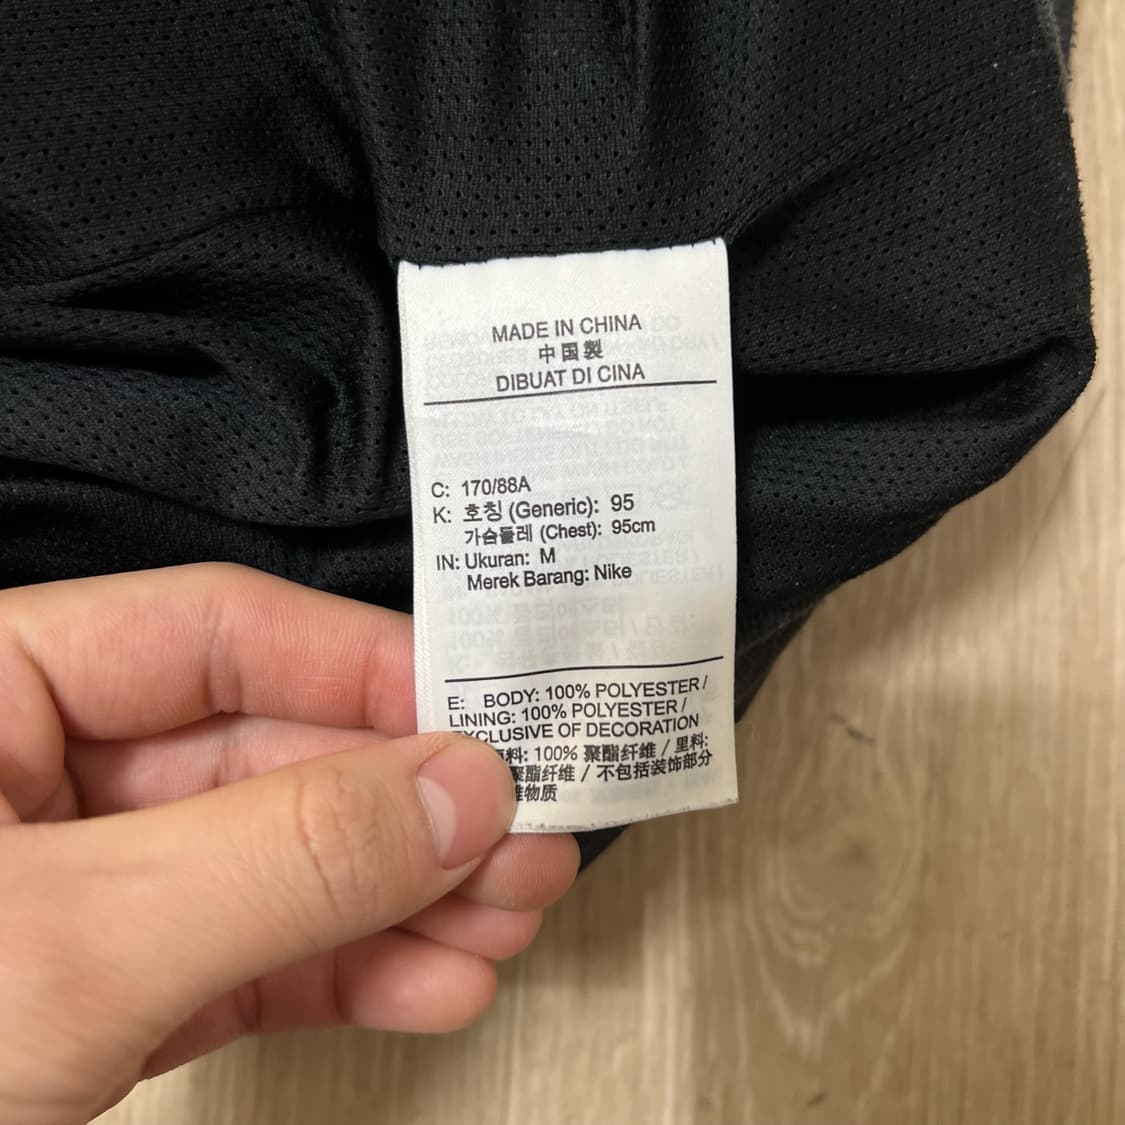 MADE IN CHINA
中国製
DIBUAT DI CINA
C: 170/88A
K: 호칭 (Generic): 95
가슴둘레 (Chest): 95cm
IN: Ukuran: M
Merek Barang: Nike
E: BODY: 100% POLYESTER /
LINING: 100% POLYESTER /
EXCLUSIVE OF DECORATION
料: 100% 聚酯纤维 / 里料:
聚酯纤维 / 不包括装饰部分
维物质